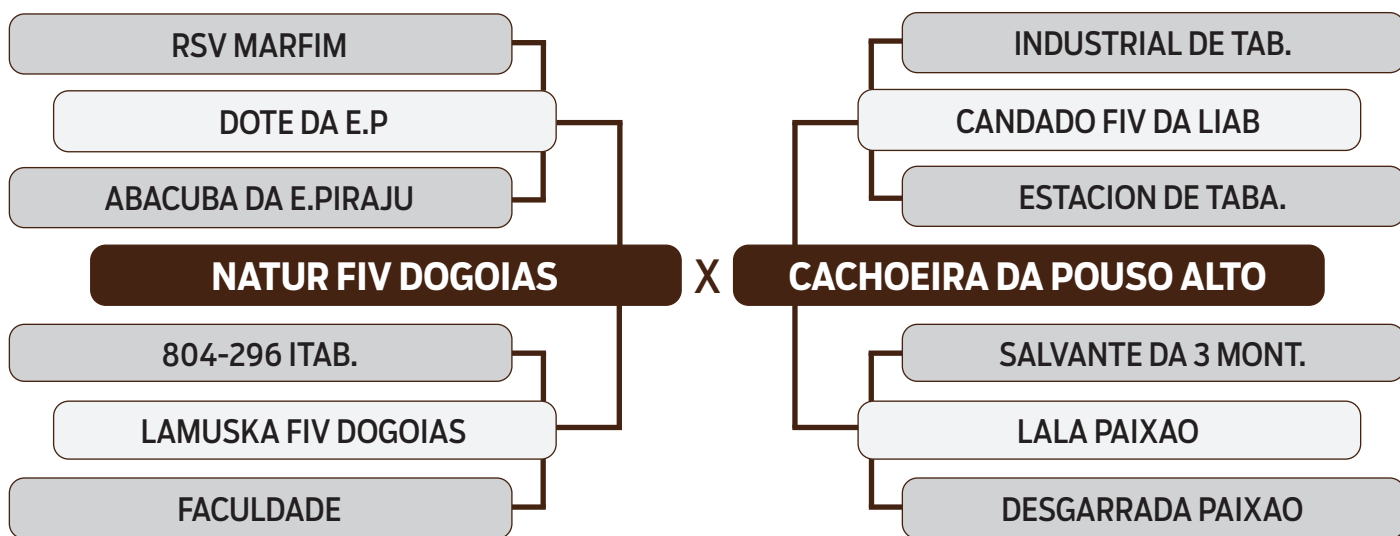 RSV MARFIM
DOTE DA E.P
ABACUBA DA E.PIRAJU
NATUR FIV DOGOIAS
804-296 ITAB.
LAMUSKA FIV DOGOIAS
FACULDADE
X
INDUSTRIAL DE TAB.
CANDADO FIV DA LIAB
ESTACION DE TABA.
CACHOEIRA DA POUSO ALTO
SALVANTE DA 3 MONT.
LALA PAIXAO
DESGARRADA PAIXAO